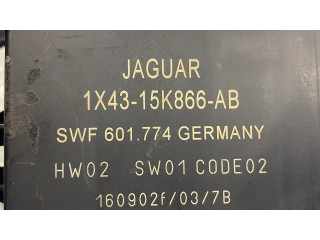 JAGUAR
1X43-15K866-AB
SWF 601.774 GERMANY
HW02 SW01 CODE02
160902f/03/7B